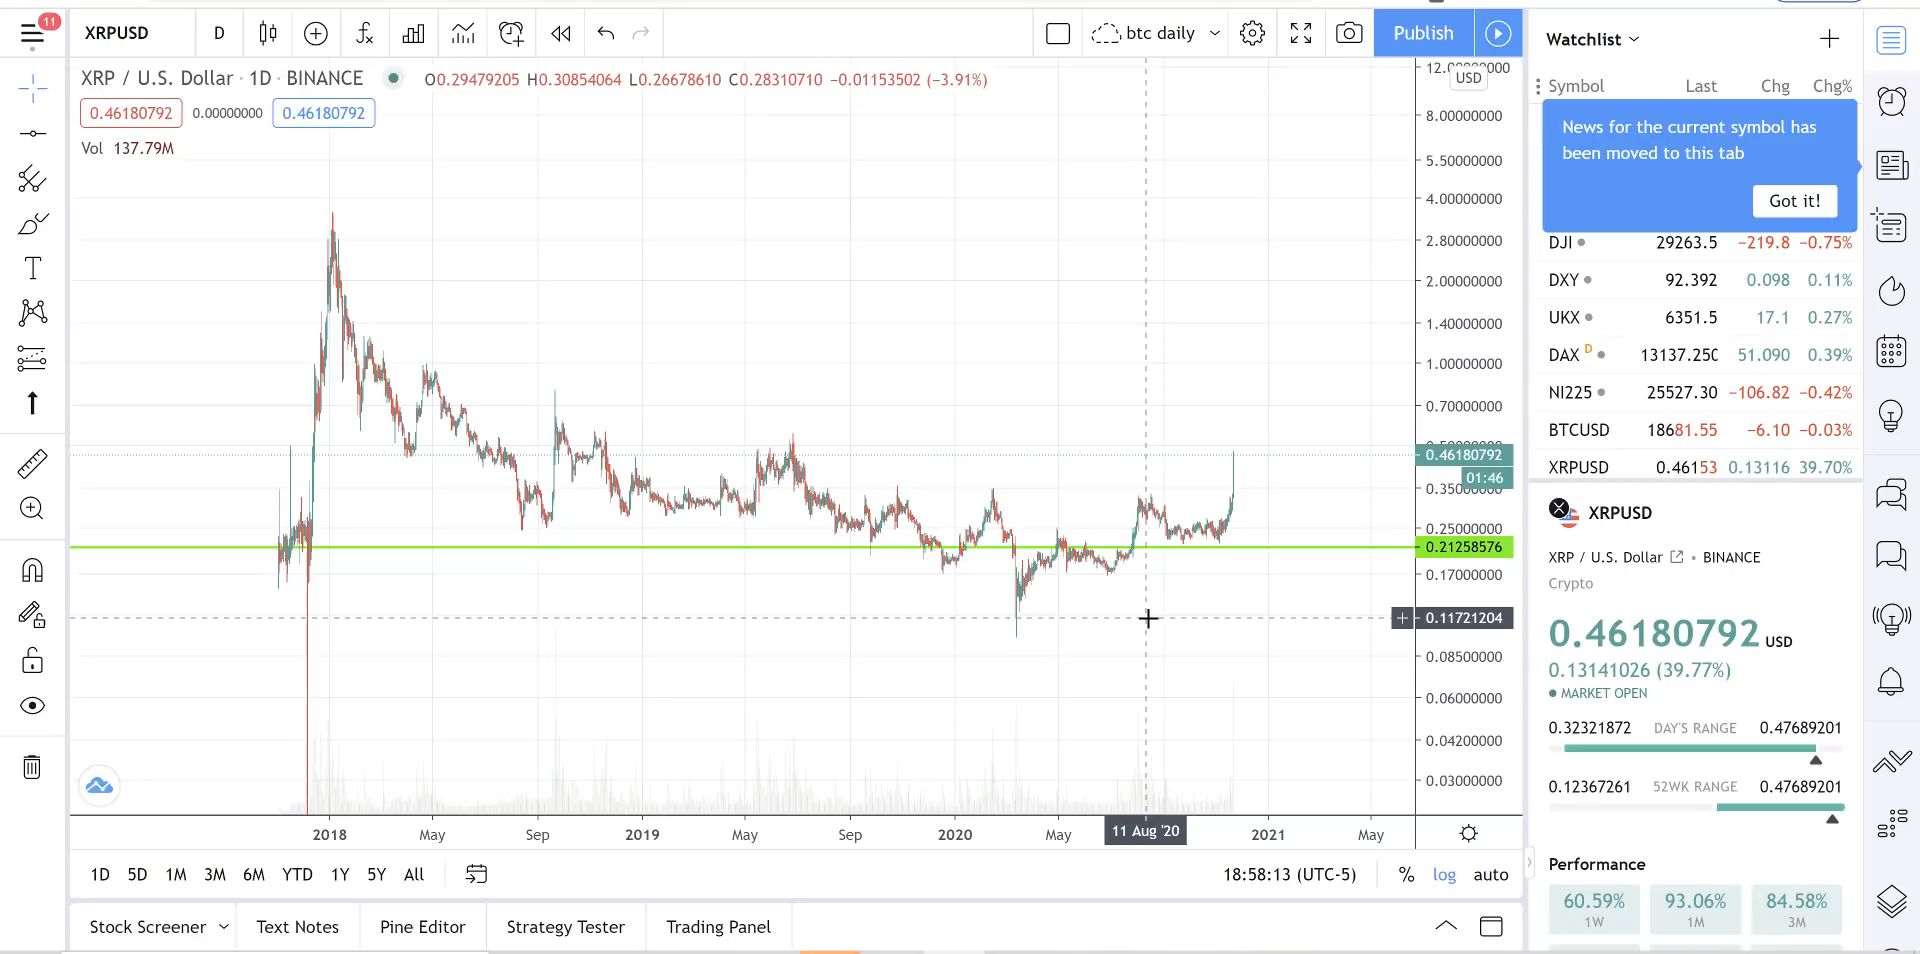 11
XRPUSD D btc daily Publish
XRP / U.S. Dollar · 1D · BINANCE O0.29479205 H0.30854064 L0.26678610 C0.28310710 −0.01153502 (−3.91%)
0.46180792 0.00000000 0.46180792
Vol 137.79M
USD
8.00000000
5.50000000
4.00000000
2.80000000
2.00000000
1.40000000
1.00000000
0.70000000
0.46180792
01:46
0.35000000
0.25000000
0.21258576
0.17000000
0.11721204
0.08500000
0.06000000
0.04200000
0.03000000
2018 May Sep 2019 May Sep 2020 May 11 Aug '20 2021 May
1D 5D 1M 3M 6M YTD 1Y 5Y All 18:58:13 (UTC-5) % log auto
Stock Screener Text Notes Pine Editor Strategy Tester Trading Panel
Watchlist
Symbol Last Chg Chg%
News for the current symbol has
been moved to this tab
Got it!
DJI 29263.5 −219.8 −0.75%
DXY 92.392 0.098 0.11%
UKX 6351.5 17.1 0.27%
DAX D 13137.250 51.090 0.39%
NI225 25527.30 −106.82 −0.42%
BTCUSD 18681.55 −6.10 −0.03%
XRPUSD 0.46153 0.13116 39.70%
XRPUSD
XRP / U.S. Dollar • BINANCE
Crypto
0.46180792 USD
0.13141026 (39.77%)
MARKET OPEN
0.32321872 DAY'S RANGE 0.47689201
0.12367261 52WK RANGE 0.47689201
Performance
60.59% 93.06% 84.58%
1W 1M 3M